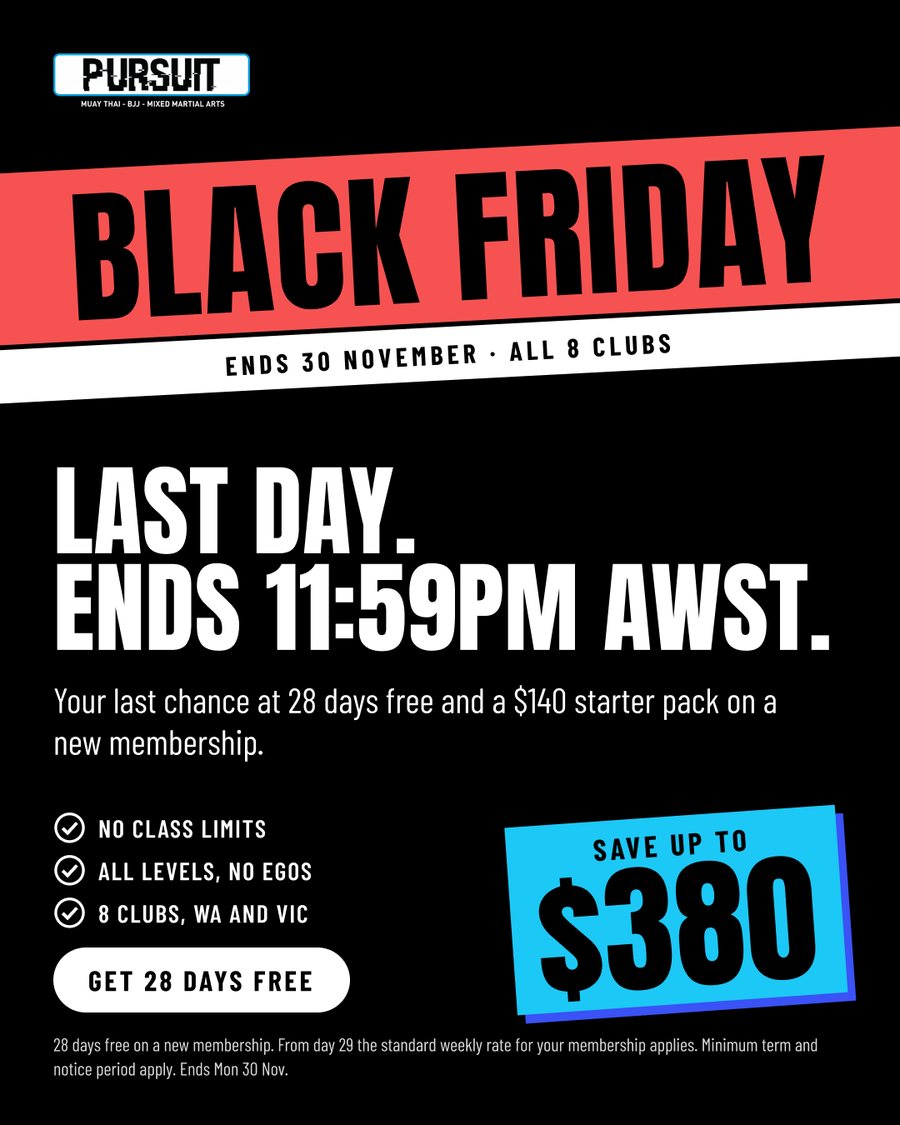 PURSUIT
MUAY THAI - BJJ - MIXED MARTIAL ARTS
BLACK FRIDAY
ENDS 30 NOVEMBER · ALL 8 CLUBS
LAST DAY.
ENDS 11:59PM AWST.
Your last chance at 28 days free and a $140 starter pack on a
new membership.
NO CLASS LIMITS
ALL LEVELS, NO EGOS
8 CLUBS, WA AND VIC
GET 28 DAYS FREE
SAVE UP TO
$380
28 days free on a new membership. From day 29 the standard weekly rate for your membership applies. Minimum term and
notice period apply. Ends Mon 30 Nov.